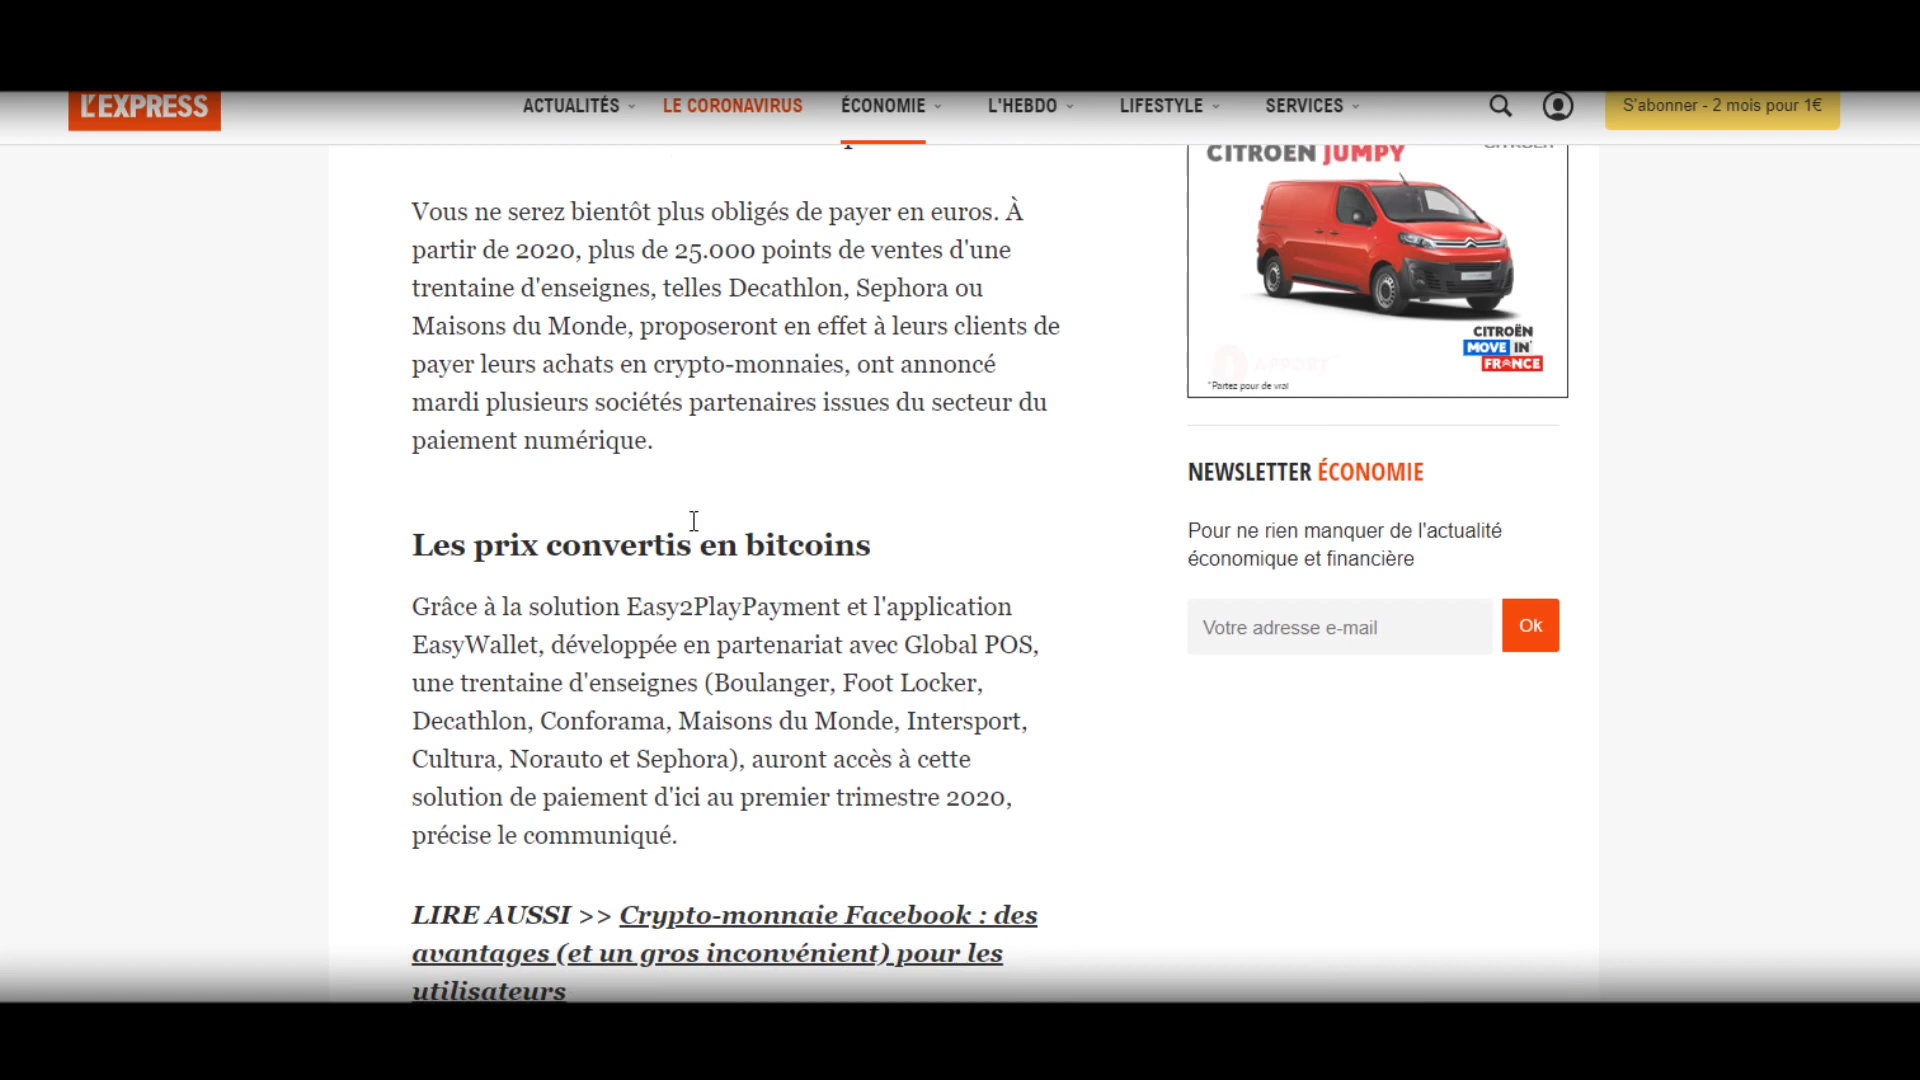 L'EXPRESS
ACTUALITÉS
LE CORONAVIRUS
ÉCONOMIE
L'HEBDO
LIFESTYLE
SERVICES
S'abonner - 2 mois pour 1€
Vous ne serez bientôt plus obligés de payer en euros. À
partir de 2020, plus de 25.000 points de ventes d'une
trentaine d'enseignes, telles Decathlon, Sephora ou
Maisons du Monde, proposeront en effet à leurs clients de
payer leurs achats en crypto-monnaies, ont annoncé
mardi plusieurs sociétés partenaires issues du secteur du
paiement numérique.
Les prix convertis en bitcoins
Grâce à la solution Easy2PlayPayment et l'application
EasyWallet, développée en partenariat avec Global POS,
une trentaine d'enseignes (Boulanger, Foot Locker,
Decathlon, Conforama, Maisons du Monde, Intersport,
Cultura, Norauto et Sephora), auront accès à cette
solution de paiement d'ici au premier trimestre 2020,
précise le communiqué.
LIRE AUSSI >> Crypto-monnaie Facebook : des
avantages (et un gros inconvénient) pour les
utilisateurs
CITROËN JUMPY
CITROËN
MOVE IN
FRANCE
*Partez pour de vrai
NEWSLETTER ÉCONOMIE
Pour ne rien manquer de l'actualité
économique et financière
Votre adresse e-mail
Ok